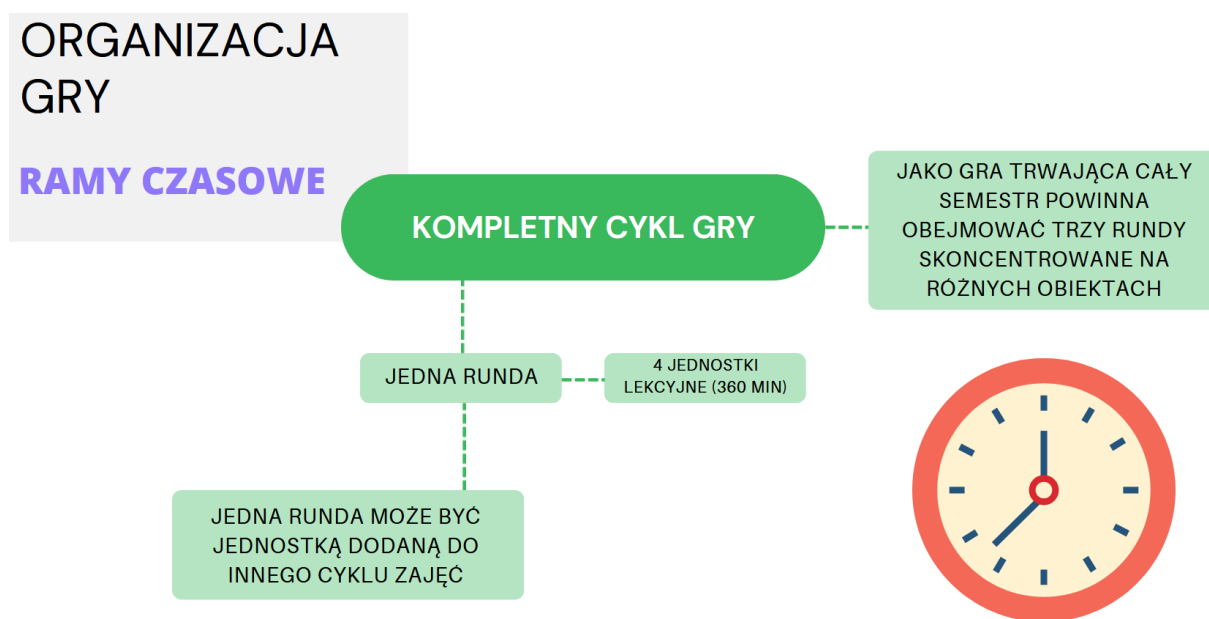 ORGANIZACJA
GRY
RAMY CZASOWE
KOMPLETNY CYKL GRY
JAKO GRA TRWAJĄCA CAŁY
SEMESTR POWINNA
OBEJMOWAĆ TRZY RUNDY
SKONCENTROWANE NA
RÓŻNYCH OBIEKTACH
JEDNA RUNDA
4 JEDNOSTKI
LEKCYJNE (360 MIN)
JEDNA RUNDA MOŻE BYĆ
JEDNOSTKĄ DODANĄ DO
INNEGO CYKLU ZAJĘĆ